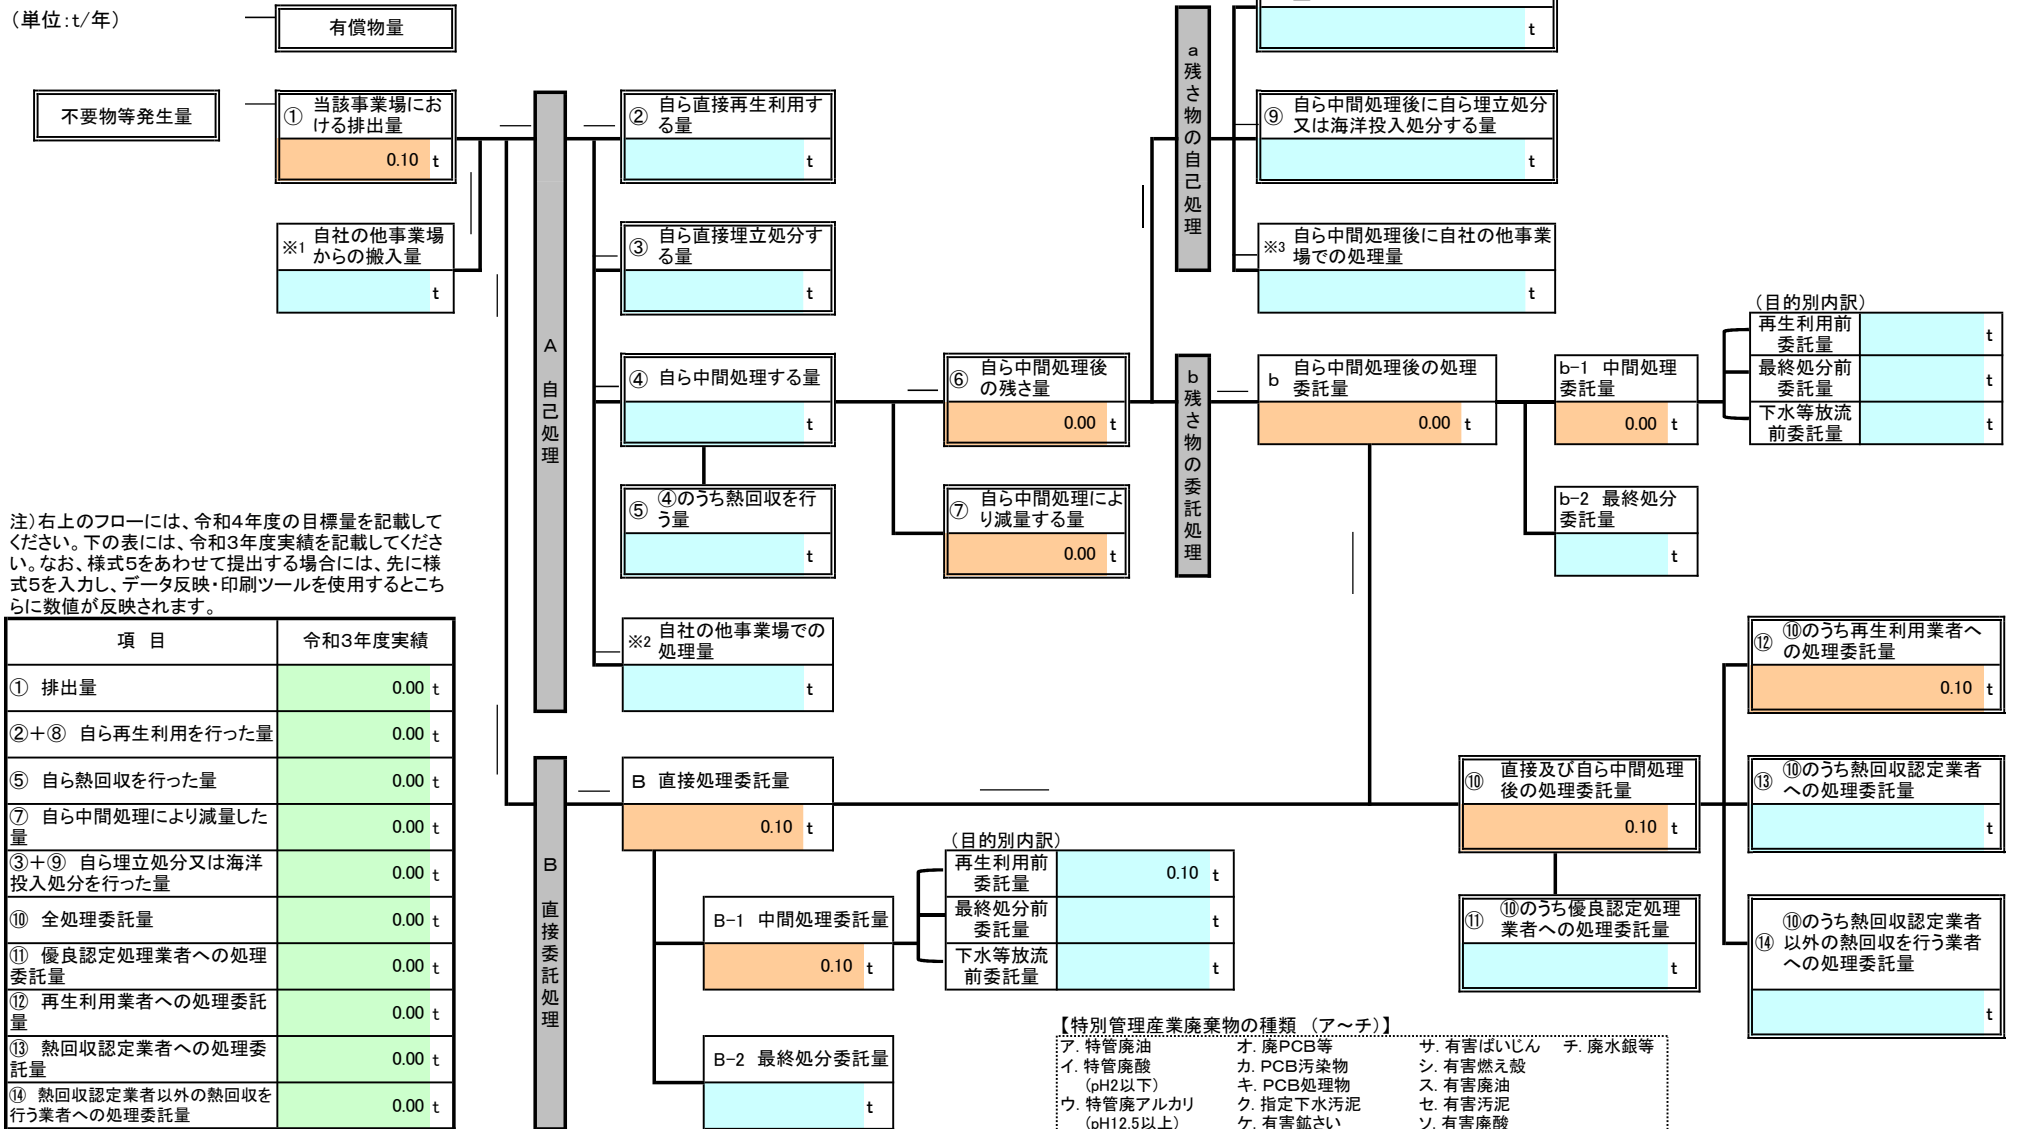 （単位：t/年）
有償物量
t
不要物等発生量
① 当該事業場にお
ける排出量
0.10 t
※1 自社の他事業場
からの搬入量
t
A 自己処理
② 自ら直接再生利用す
る量
t
③ 自ら直接埋立処分す
る量
t
④ 自ら中間処理する量
t
⑤ ④のうち熱回収を行
う量
t
※2 自社の他事業場での
処理量
t
⑥ 自ら中間処理後
の残さ量
0.00 t
⑦ 自ら中間処理によ
り減量する量
0.00 t
a 残さ物の自己処理
⑨ 自ら中間処理後に自ら埋立処分
又は海洋投入処分する量
t
※3 自ら中間処理後に自社の他事業
場での処理量
t
b 残さ物の委託処理
b 自ら中間処理後の処理
委託量
0.00 t
b-1 中間処理
委託量
0.00 t
（目的別内訳）
再生利用前
委託量
t
最終処分前
委託量
t
下水等放流
前委託量
t
b-2 最終処分
委託量
t
注）右上のフローには、令和4年度の目標量を記載して
ください。下の表には、令和3年度実績を記載してくださ
い。なお、様式5をあわせて提出する場合には、先に様
式5を入力し、データ反映・印刷ツールを使用するとこち
らに数値が反映されます。
項 目 令和3年度実績
① 排出量 0.00 t
②＋⑧ 自ら再生利用を行った量 0.00 t
⑤ 自ら熱回収を行った量 0.00 t
⑦ 自ら中間処理により減量した
量 0.00 t
③＋⑨ 自ら埋立処分又は海洋
投入処分を行った量 0.00 t
⑩ 全処理委託量 0.00 t
⑪ 優良認定処理業者への処理
委託量 0.00 t
⑫ 再生利用業者への処理委託
量 0.00 t
⑬ 熱回収認定業者への処理委
託量 0.00 t
⑭ 熱回収認定業者以外の熱回収を
行う業者への処理委託量 0.00 t
B 直接委託処理
B 直接処理委託量
0.10 t
B-1 中間処理委託量
0.10 t
（目的別内訳）
再生利用前
委託量
0.10 t
最終処分前
委託量
t
下水等放流
前委託量
t
B-2 最終処分委託量
t
⑩ 直接及び自ら中間処理
後の処理委託量
0.10 t
⑪ ⑩のうち優良認定処理
業者への処理委託量
t
⑫ ⑩のうち再生利用業者へ
の処理委託量
0.10 t
⑬ ⑩のうち熱回収認定業者
への処理委託量
t
⑭ ⑩のうち熱回収認定業者
以外の熱回収を行う業者
への処理委託量
t
【特別管理産業廃棄物の種類 （ア～チ）】
ア. 特管廃油 オ. 廃PCB等 サ. 有害ばいじん チ. 廃水銀等
イ. 特管廃酸 カ. PCB汚染物 シ. 有害燃え殻
（pH2以下） キ. PCB処理物 ス. 有害廃油
ウ. 特管廃アルカリ ク. 指定下水汚泥 セ. 有害汚泥
（pH12.5以上） ケ. 有害鉱さい ソ. 有害廃酸